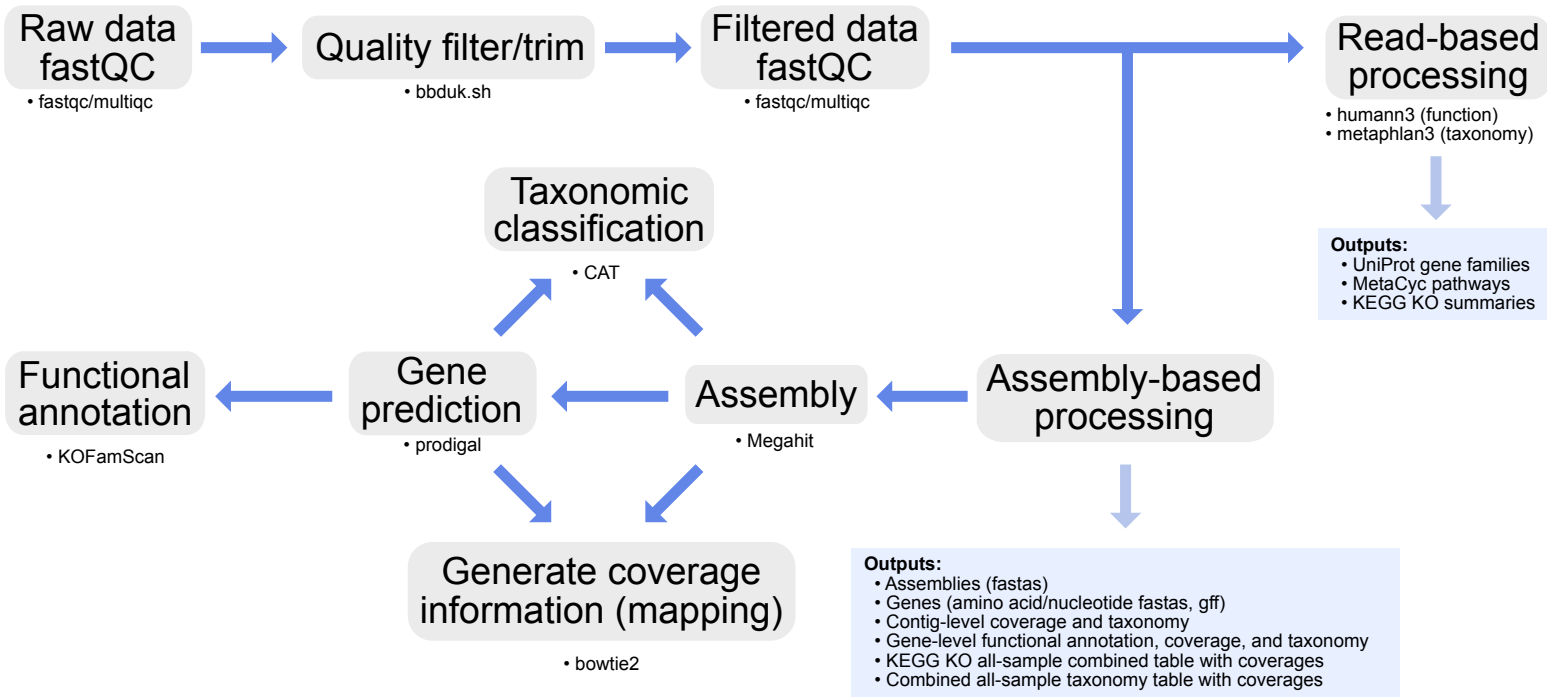 Raw data
fastQC
• fastqc/multiqc
Quality filter/trim
• bbduk.sh
Filtered data
fastQC
• fastqc/multiqc
Read-based
processing
• humann3 (function)
• metaphlan3 (taxonomy)
Outputs:
• UniProt gene families
• MetaCyc pathways
• KEGG KO summaries
Taxonomic
classification
• CAT
Functional
annotation
• KOFamScan
Gene
prediction
• prodigal
Assembly
• Megahit
Assembly-based
processing
Generate coverage
information (mapping)
• bowtie2
Outputs:
• Assemblies (fastas)
• Genes (amino acid/nucleotide fastas, gff)
• Contig-level coverage and taxonomy
• Gene-level functional annotation, coverage, and taxonomy
• KEGG KO all-sample combined table with coverages
• Combined all-sample taxonomy table with coverages